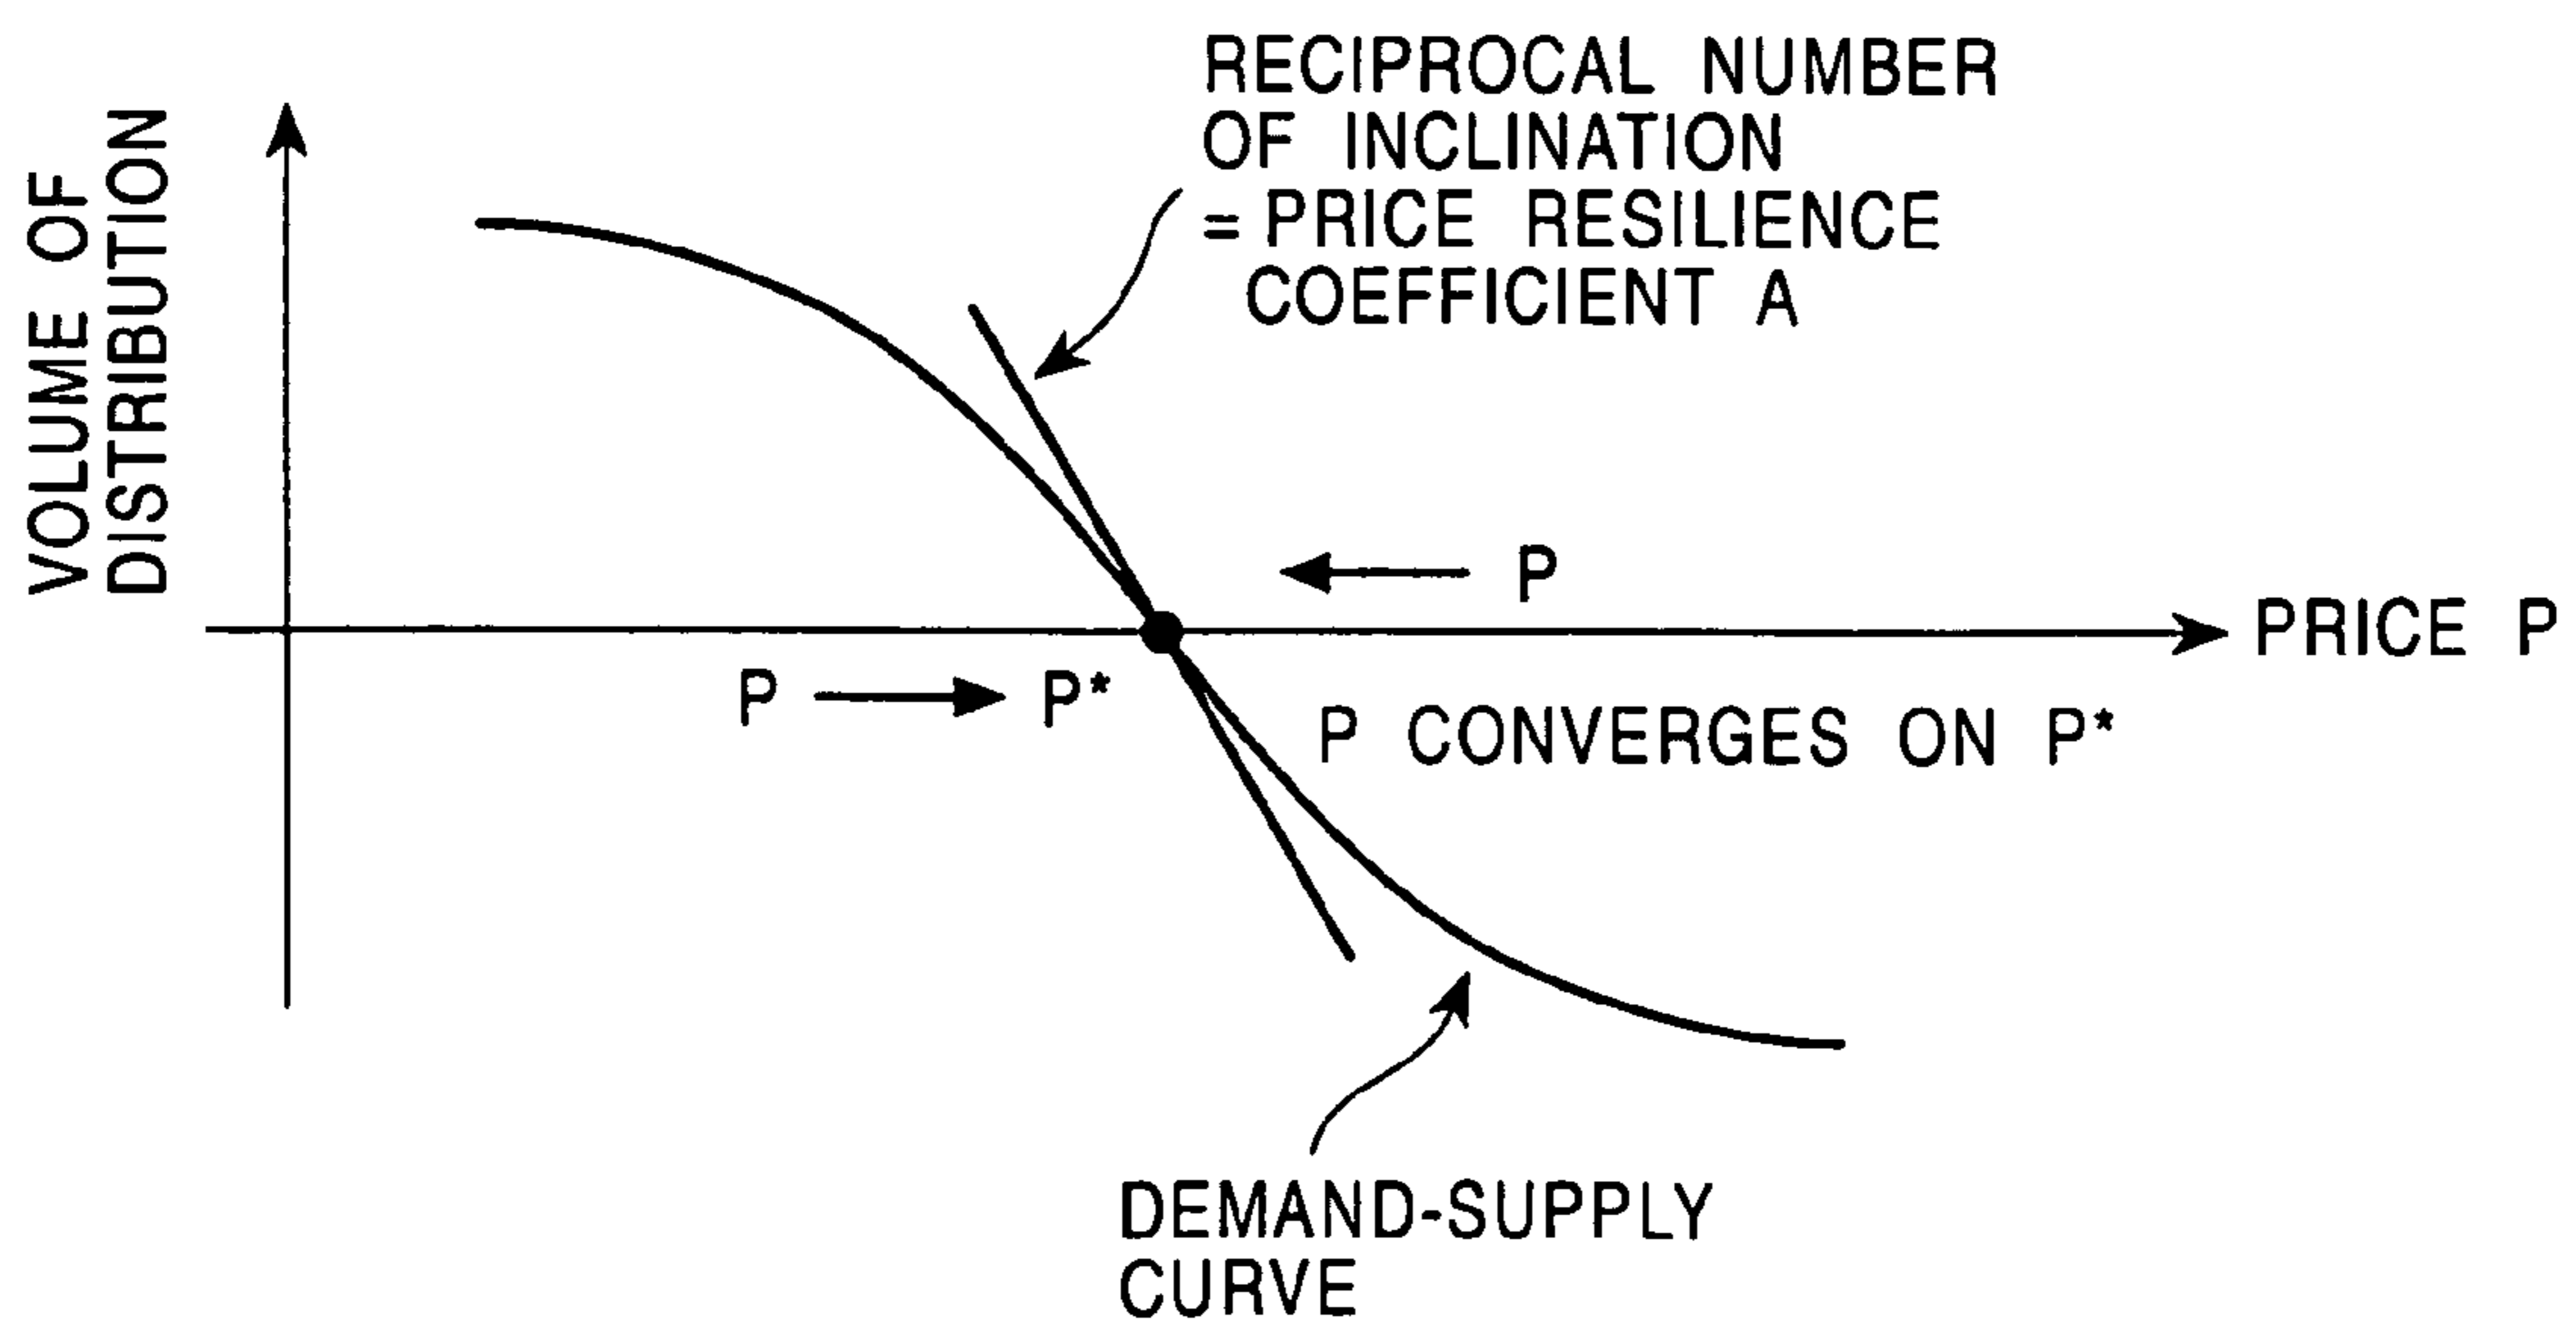 VOLUME OF
DISTRIBUTION
RECIPROCAL NUMBER
OF INCLINATION
= PRICE RESILIENCE
COEFFICIENT A
P
PRICE P
P P*
P CONVERGES ON P*
DEMAND-SUPPLY
CURVE